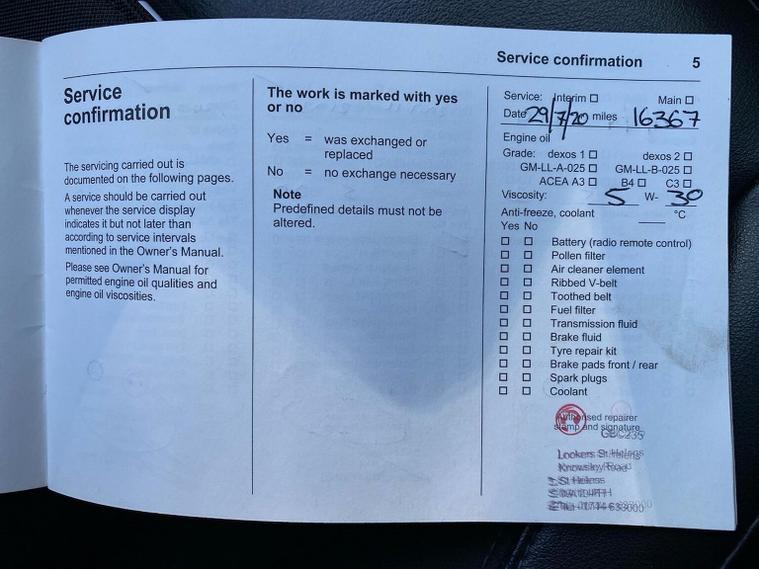 Service confirmation 5
Service
confirmation
The servicing carried out is
documented on the following pages.
A service should be carried out
whenever the service display
indicates it but not later than
according to service intervals
mentioned in the Owner's Manual.
Please see Owner's Manual for
permitted engine oil qualities and
engine oil viscosities.
The work is marked with yes
or no
Yes = was exchanged or
replaced
No = no exchange necessary
Note
Predefined details must not be
altered.
Service: Interim ☐ Main ☐
Date 29/7/20 miles 16367
Engine oil
Grade: dexos 1 ☐ dexos 2 ☐
GM-LL-A-025 ☐ GM-LL-B-025 ☐
ACEA A3 ☐ B4 ☐ C3 ☐
Viscosity: 5 W- 30
Anti-freeze, coolant ___ °C
Yes No
☐ ☐ Battery (radio remote control)
☐ ☐ Pollen filter
☐ ☐ Air cleaner element
☐ ☐ Ribbed V-belt
☐ ☐ Toothed belt
☐ ☐ Fuel filter
☐ ☐ Transmission fluid
☐ ☐ Brake fluid
☐ ☐ Tyre repair kit
☐ ☐ Brake pads front / rear
☐ ☐ Spark plugs
☐ ☐ Coolant
Authorised repairer
stamp and signature
GBC235
Lookers St Helens
Knowsley Road
St Helens
633000